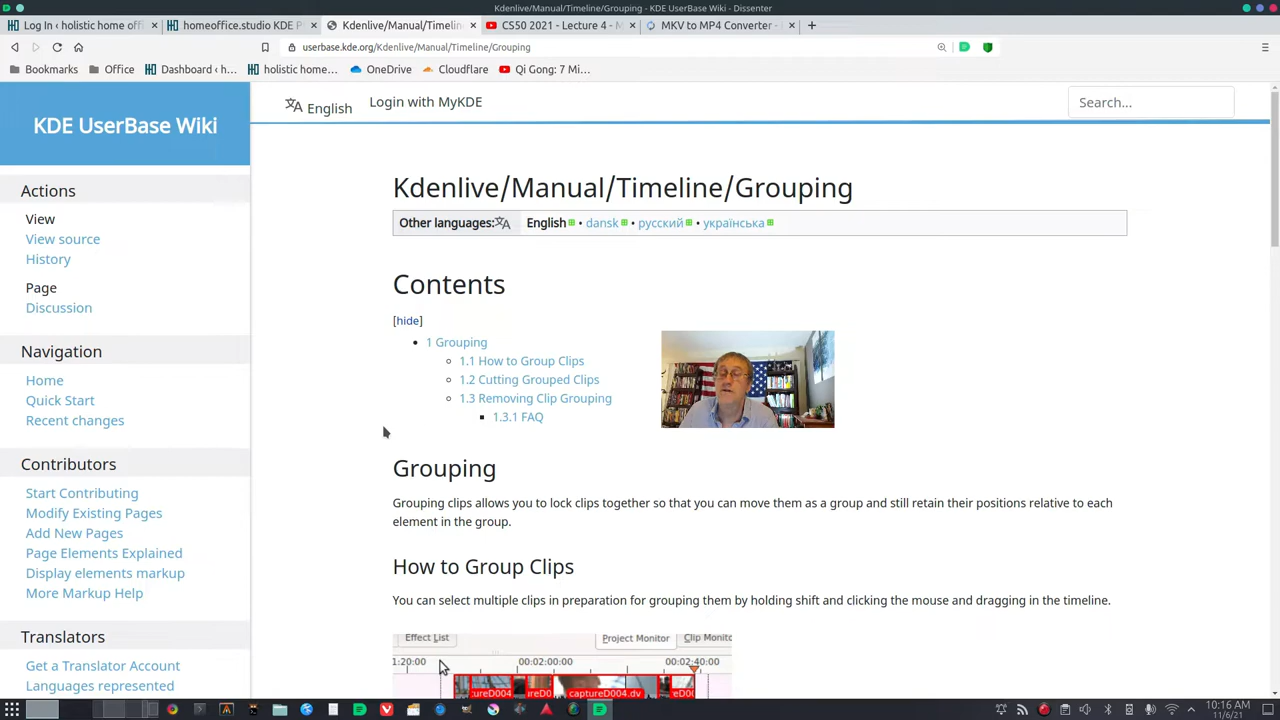 Kdenlive/Manual/Timeline/Grouping - KDE UserBase Wiki - Dissenter
Log In ‹ holistic home off
homeoffice.studio KDE P
Kdenlive/Manual/Timelin
CS50 2021 - Lecture 4 - M
MKV to MP4 Converter -
userbase.kde.org/Kdenlive/Manual/Timeline/Grouping
Bookmarks
Office
Dashboard ‹ h...
holistic home...
OneDrive
Cloudflare
Qi Gong: 7 Mi...
KDE UserBase Wiki
English
Login with MyKDE
Search...
Actions
View
View source
History
Page
Discussion
Navigation
Home
Quick Start
Recent changes
Contributors
Start Contributing
Modify Existing Pages
Add New Pages
Page Elements Explained
Display elements markup
More Markup Help
Translators
Get a Translator Account
Languages represented
Kdenlive/Manual/Timeline/Grouping
Other languages: English • dansk • русский • українська
Contents
[hide]
1 Grouping
1.1 How to Group Clips
1.2 Cutting Grouped Clips
1.3 Removing Clip Grouping
1.3.1 FAQ
Grouping
Grouping clips allows you to lock clips together so that you can move them as a group and still retain their positions relative to each
element in the group.
How to Group Clips
You can select multiple clips in preparation for grouping them by holding shift and clicking the mouse and dragging in the timeline.
Effect List
Project Monitor
Clip Monito
1:20:00
00:02:00:00
00:02:40:00
tureD004
ireD0
captureD004.dv
eD00
10:16 AM
11/6/21